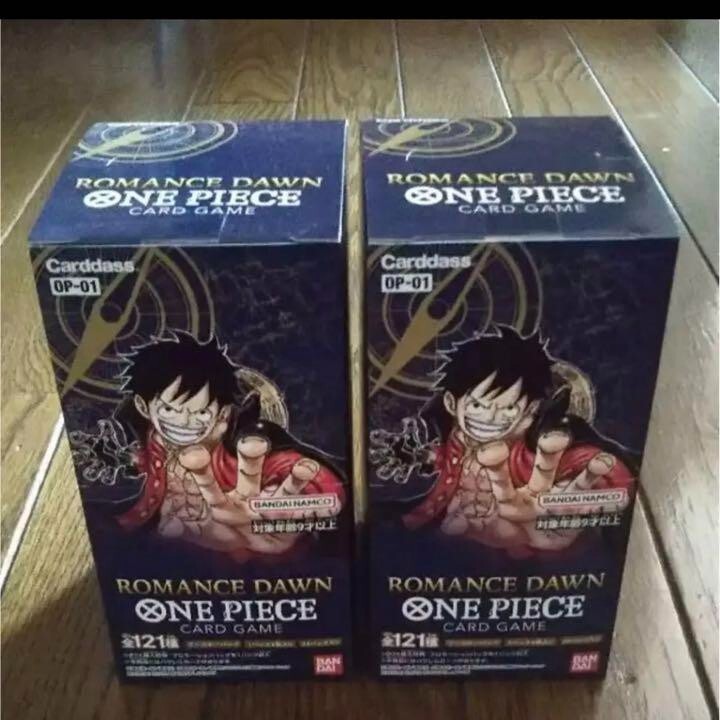 ROMANCE DAWN
ONE PIECE
CARD GAME
Carddass
OP-01
BANDAI NAMCO
対象年齢9才以上
ROMANCE DAWN
ONE PIECE
CARD GAME
全121種
BANDAI
ROMANCE DAWN
ONE PIECE
CARD GAME
Carddass
OP-01
BANDAI NAMCO
対象年齢9才以上
ROMANCE DAWN
ONE PIECE
CARD GAME
全121種
BANDAI